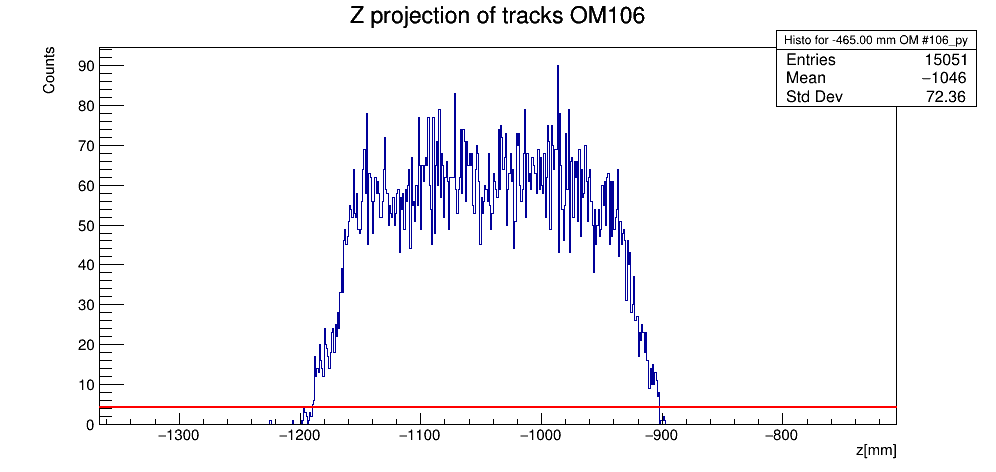 Z projection of tracks OM106
Histo for -465.00 mm OM #106_py
Entries 15051
Mean −1046
Std Dev 72.36
Counts
90
80
70
60
50
40
30
20
10
0
−1300 −1200 −1100 −1000 −900 −800
z[mm]